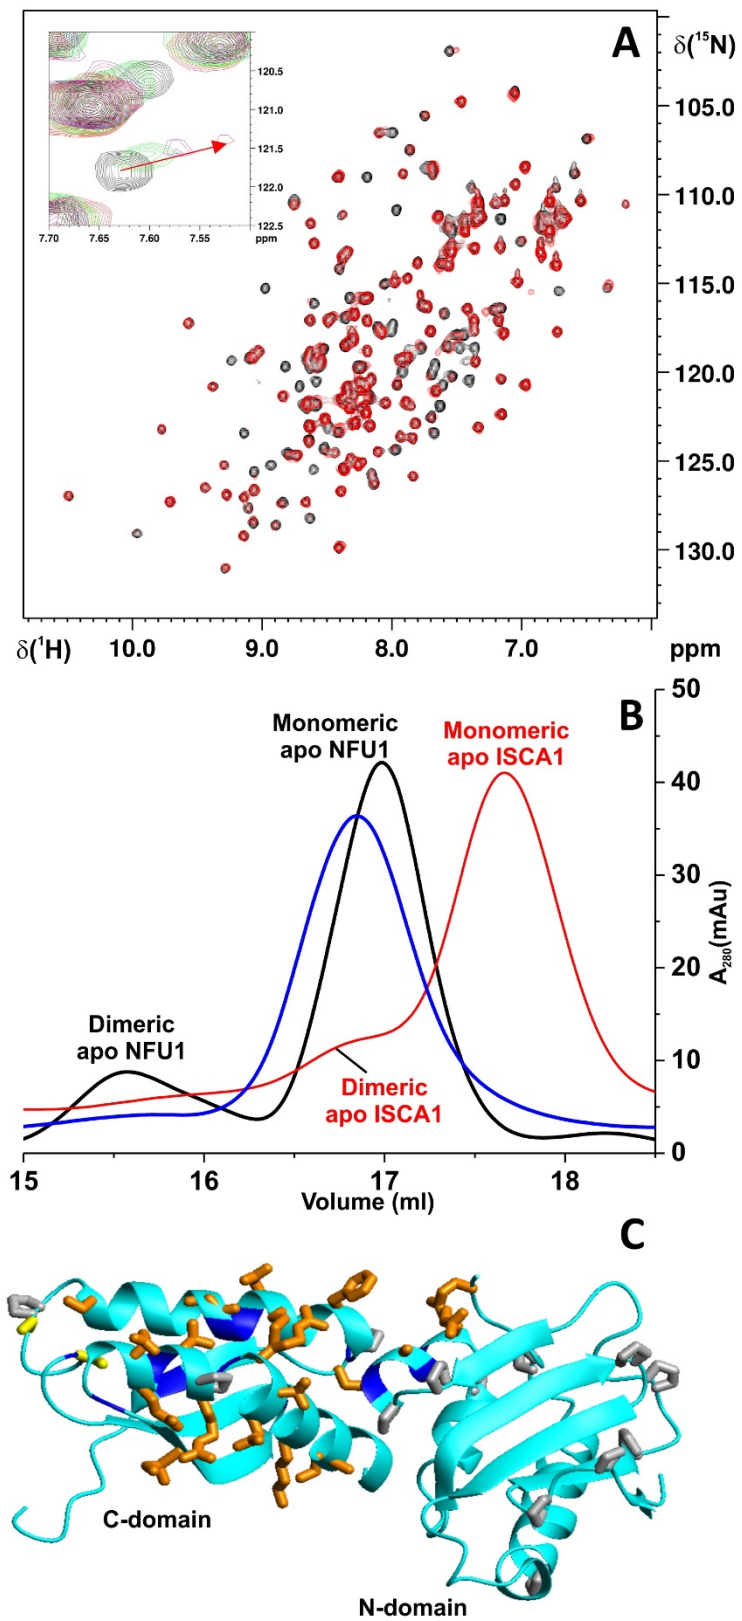 A
δ(¹⁵N)
120.5
121.0
121.5
122.0
122.5
7.70
7.65
7.60
7.55
ppm
105.0
110.0
115.0
120.0
125.0
130.0
δ(¹H)
10.0
9.0
8.0
7.0
ppm
B
50
40
30
20
10
0
A₂₈₀(mAu)
Monomeric
apo NFU1
Monomeric
apo ISCA1
Dimeric
apo NFU1
Dimeric
apo ISCA1
15
16
17
18
Volume (ml)
C
C-domain
N-domain